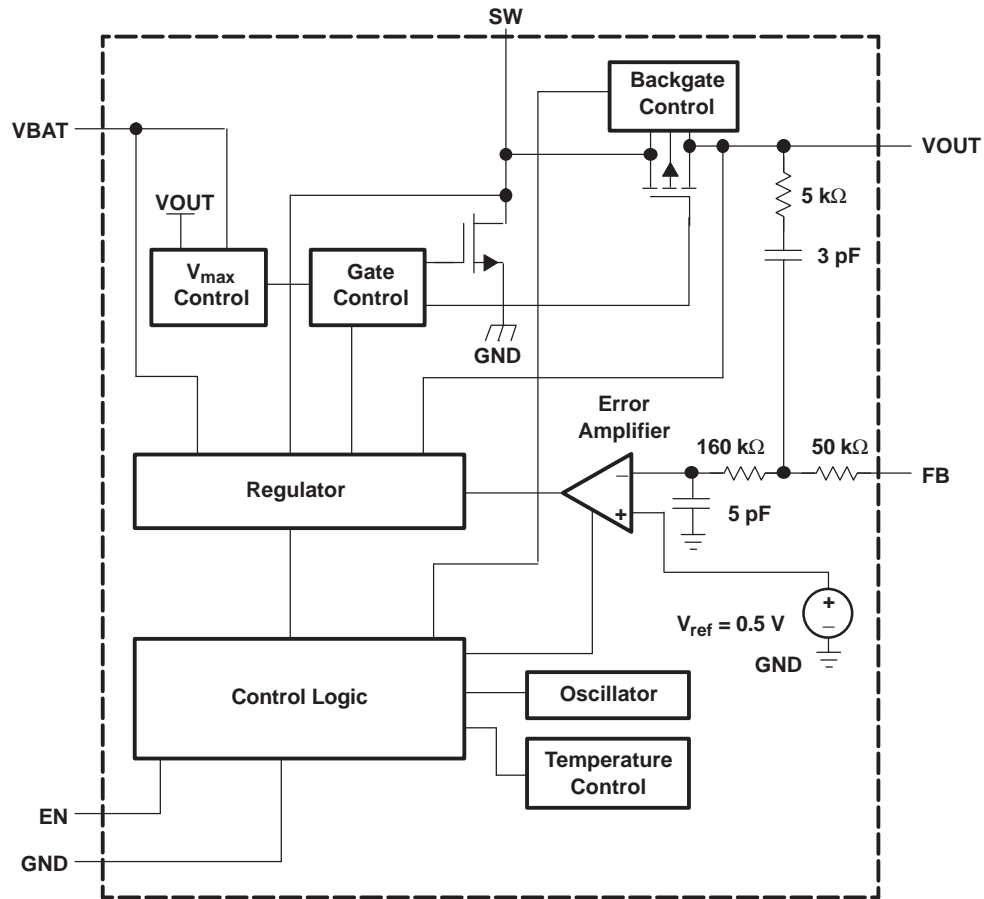 SW
Backgate
Control
VBAT
VOUT
VOUT
5 kΩ
3 pF
Vmax
Control
Gate
Control
GND
Error
Amplifier
160 kΩ
50 kΩ
Regulator
−
FB
5 pF
+
+
Vref = 0.5 V
−
GND
Control Logic
Oscillator
Temperature
Control
EN
GND